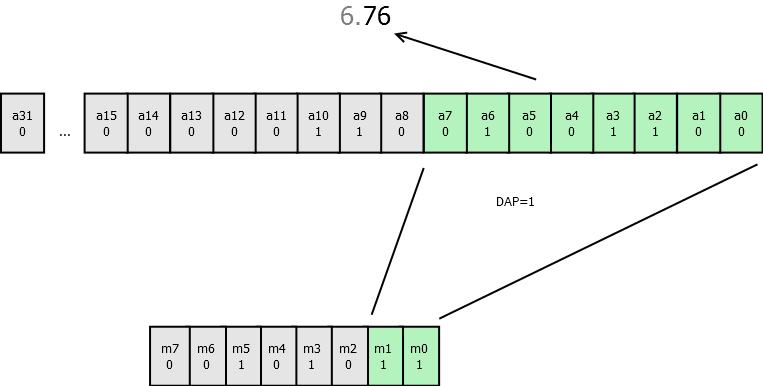 6.76
a31 a15 a14 a13 a12 a11 a10 a9 a8 a7 a6 a5 a4 a3 a2 a1 a0
0 ... 0 0 0 0 0 1 1 0 0 1 0 0 1 1 0 0
DAP=1
m7 m6 m5 m4 m3 m2 m1 m0
0 0 1 0 1 0 1 1